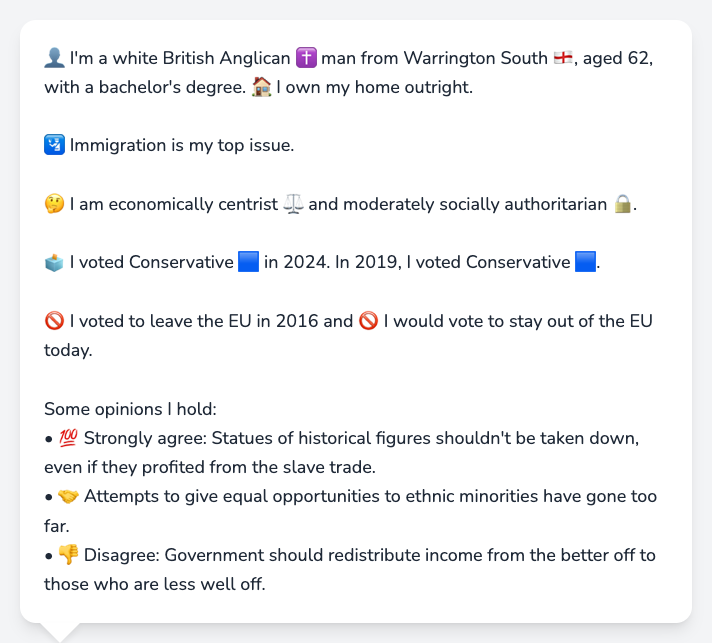 👤 I'm a white British Anglican ✝️ man from Warrington South 🏴󠁧󠁢󠁥󠁮󠁧󠁿, aged 62,
with a bachelor's degree. 🏠 I own my home outright.
🛂 Immigration is my top issue.
🤔 I am economically centrist ⚖️ and moderately socially authoritarian 🔒.
🗳️ I voted Conservative 🟦 in 2024. In 2019, I voted Conservative 🟦.
🚫 I voted to leave the EU in 2016 and 🚫 I would vote to stay out of the EU
today.
Some opinions I hold:
• 💯 Strongly agree: Statues of historical figures shouldn't be taken down,
even if they profited from the slave trade.
• 🤝 Attempts to give equal opportunities to ethnic minorities have gone too
far.
• 👎 Disagree: Government should redistribute income from the better off to
those who are less well off.